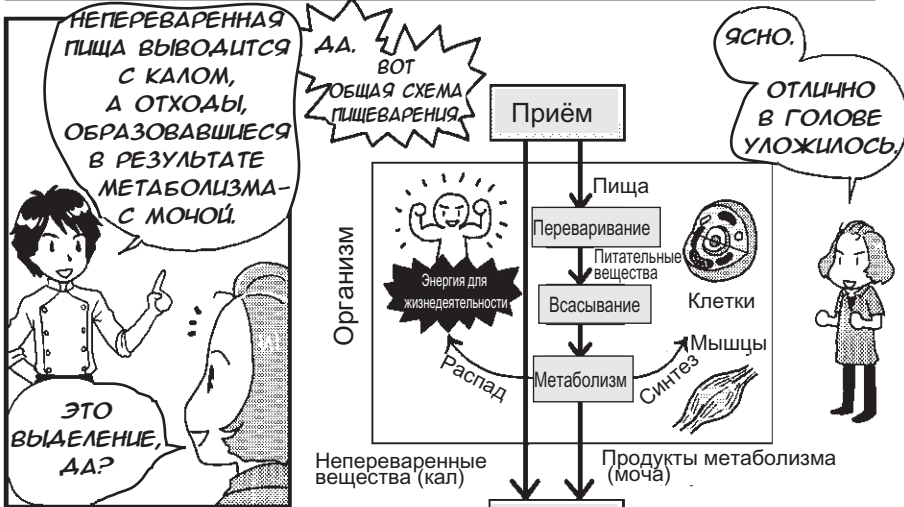 НЕПЕРЕВАРЕННАЯ
ПИЩА ВЫВОДИТСЯ
С КАЛОМ,
А ОТХОДЫ,
ОБРАЗОВАВШИЕСЯ
В РЕЗУЛЬТАТЕ
МЕТАБОЛИЗМА-
С МОЧОЙ.
ЭТО
ВЫДЕЛЕНИЕ,
ДА?
ДА.
ВОТ
ОБЩАЯ СХЕМА
ПИЩЕВАРЕНИЯ.
Приём
Пища
Переваривание
Питательные
вещества
Всасывание
Метаболизм
Организм
Энергия для
жизнедеятельности
Распад
Синтез
Клетки
Мышцы
Непереваренные
вещества (кал)
Продукты метаболизма
(моча)
ЯСНО.
ОТЛИЧНО
В ГОЛОВЕ
УЛОЖИЛОСЬ.